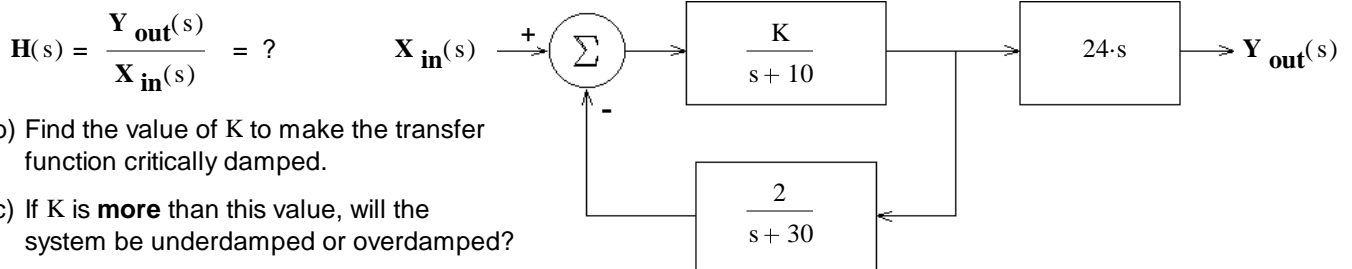 H(s) = Y out(s) / X in(s) = ?
X in(s)
+
Σ
-
K
s + 10
24·s
Y out(s)
2
s + 30
) Find the value of K to make the transfer
function critically damped.
c) If K is more than this value, will the
system be underdamped or overdamped?